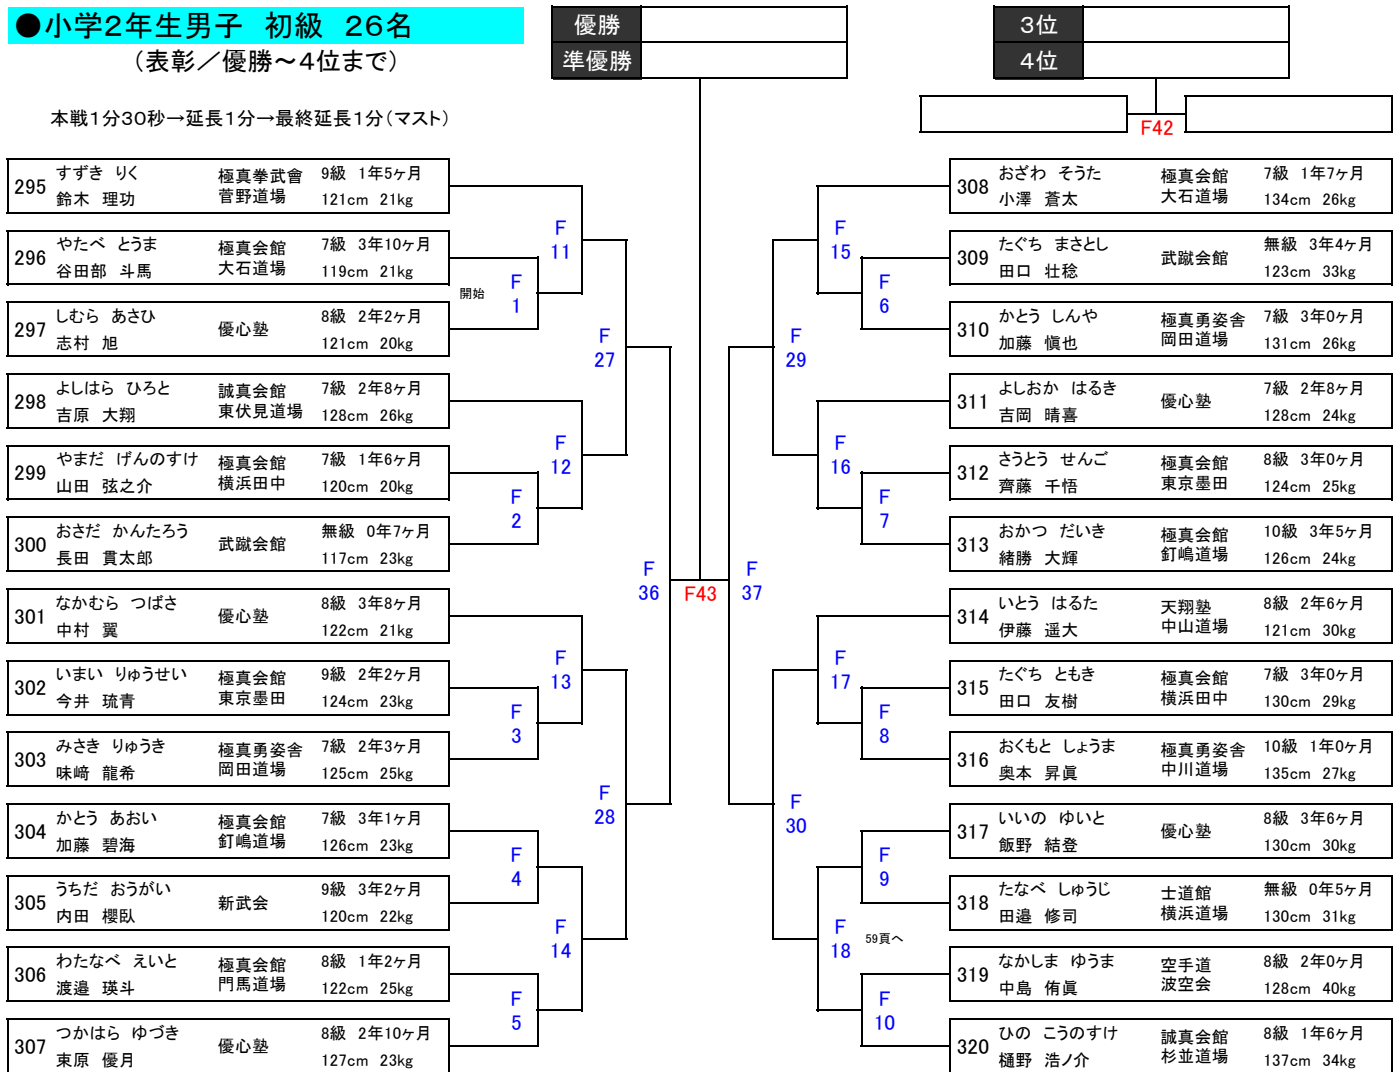 ●小学2年生男子 初級 26名
(表彰/優勝~4位まで)
本戦1分30秒→延長1分→最終延長1分(マスト)
優勝
準優勝
3位
4位
F42
295 すずき りく 極真拳武會 9級 1年5ヶ月
鈴木 理功 菅野道場 121cm 21kg
296 やたべ とうま 極真会館 7級 3年10ヶ月
谷田部 斗馬 大石道場 119cm 21kg
297 しむら あさひ 優心塾 8級 2年2ヶ月
志村 旭 121cm 20kg
298 よしはら ひろと 誠真会館 7級 2年8ヶ月
吉原 大翔 東伏見道場 128cm 26kg
299 やまだ げんのすけ 極真会館 7級 1年6ヶ月
山田 弦之介 横浜田中 120cm 20kg
300 おさだ かんたろう 武蹴会館 無級 0年7ヶ月
長田 貫太郎 117cm 23kg
301 なかむら つばさ 優心塾 8級 3年8ヶ月
中村 翼 122cm 21kg
302 いまい りゅうせい 極真会館 9級 2年2ヶ月
今井 琉青 東京墨田 124cm 23kg
303 みさき りゅうき 極真勇姿舎 7級 2年3ヶ月
味﨑 龍希 岡田道場 125cm 25kg
304 かとう あおい 極真会館 7級 3年1ヶ月
加藤 碧海 釘嶋道場 126cm 23kg
305 うちだ おうがい 新武会 9級 3年2ヶ月
内田 櫻臥 120cm 22kg
306 わたなべ えいと 極真会館 8級 1年2ヶ月
渡邉 瑛斗 門馬道場 122cm 25kg
307 つかはら ゆづき 優心塾 8級 2年10ヶ月
東原 優月 127cm 23kg
開始
F
1
F
2
F
3
F
4
F
5
F
11
F
12
F
13
F
14
F
27
F
28
F
36
F43
F
37
F
29
F
30
F
15
F
16
F
17
F
18
59頁へ
F
6
F
7
F
8
F
9
F
10
308 おざわ そうた 極真会館 7級 1年7ヶ月
小澤 蒼太 大石道場 134cm 26kg
309 たぐち まさとし 武蹴会館 無級 3年4ヶ月
田口 壮稔 123cm 33kg
310 かとう しんや 極真勇姿舎 7級 3年0ヶ月
加藤 愼也 岡田道場 131cm 26kg
311 よしおか はるき 優心塾 7級 2年8ヶ月
吉岡 晴喜 128cm 24kg
312 さうとう せんご 極真会館 8級 3年0ヶ月
齊藤 千悟 東京墨田 124cm 25kg
313 おかつ だいき 極真会館 10級 3年5ヶ月
緒勝 大輝 釘嶋道場 126cm 24kg
314 いとう はるた 天翔塾 8級 2年6ヶ月
伊藤 遥大 中山道場 121cm 30kg
315 たぐち ともき 極真会館 7級 3年0ヶ月
田口 友樹 横浜田中 130cm 29kg
316 おくもと しょうま 極真勇姿舎 10級 1年0ヶ月
奥本 昇眞 中川道場 135cm 27kg
317 いいの ゆいと 優心塾 8級 3年6ヶ月
飯野 結登 130cm 30kg
318 たなべ しゅうじ 士道館 無級 0年5ヶ月
田邉 修司 横浜道場 130cm 31kg
319 なかしま ゆうま 空手道 8級 2年0ヶ月
中島 侑眞 波空会 128cm 40kg
320 ひの こうのすけ 誠真会館 8級 1年6ヶ月
樋野 浩ノ介 杉並道場 137cm 34kg